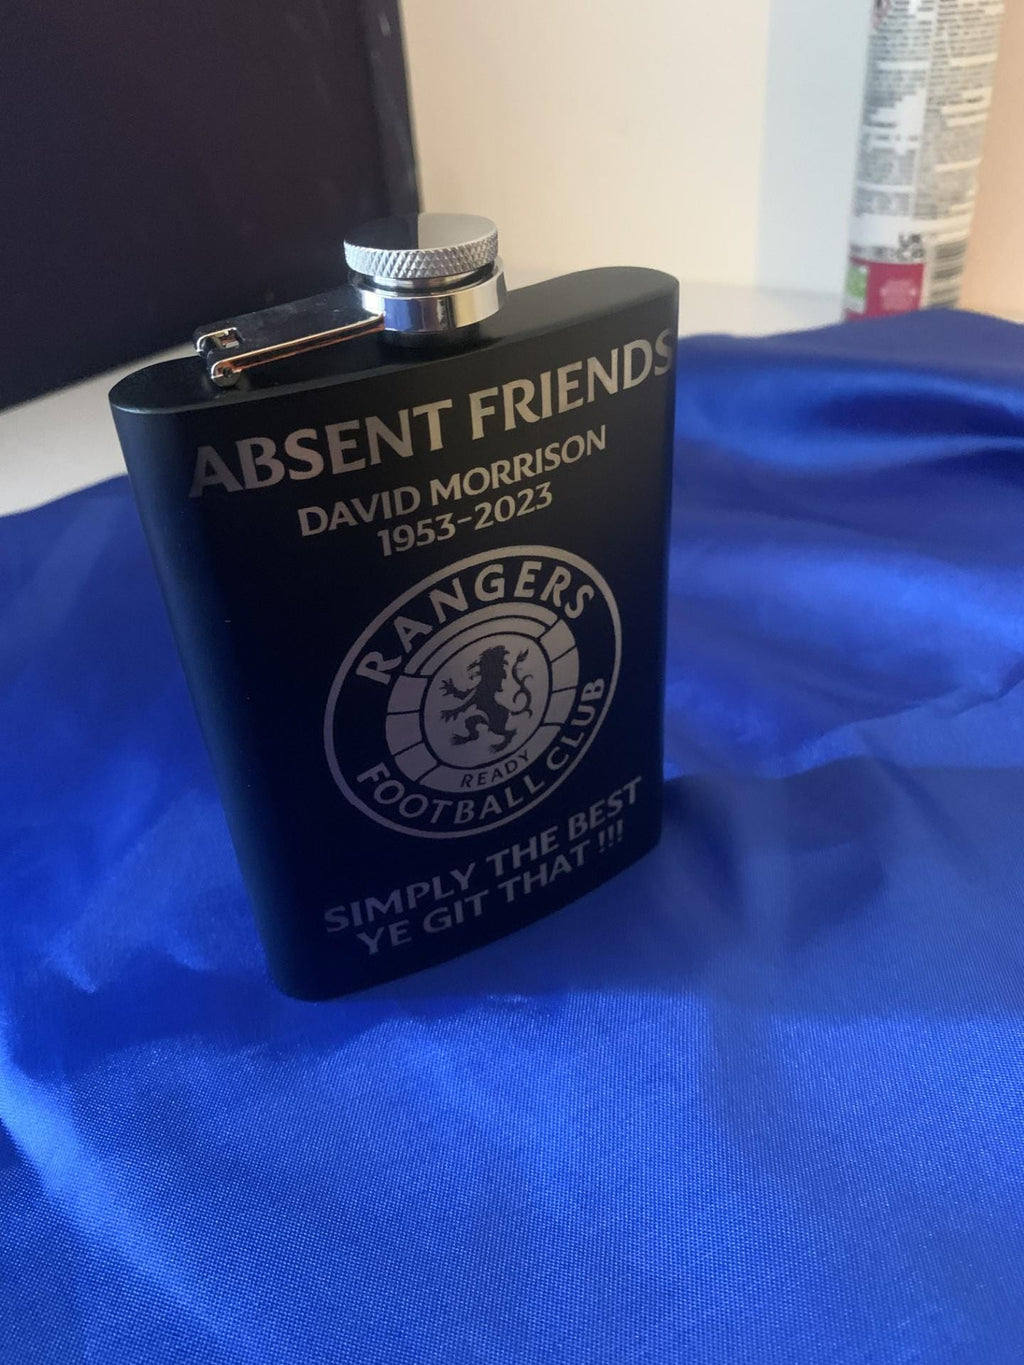 ABSENT FRIENDS
DAVID MORRISON
1953-2023
RANGERS
READY
FOOTBALL CLUB
SIMPLY THE BEST
YE GIT THAT !!!